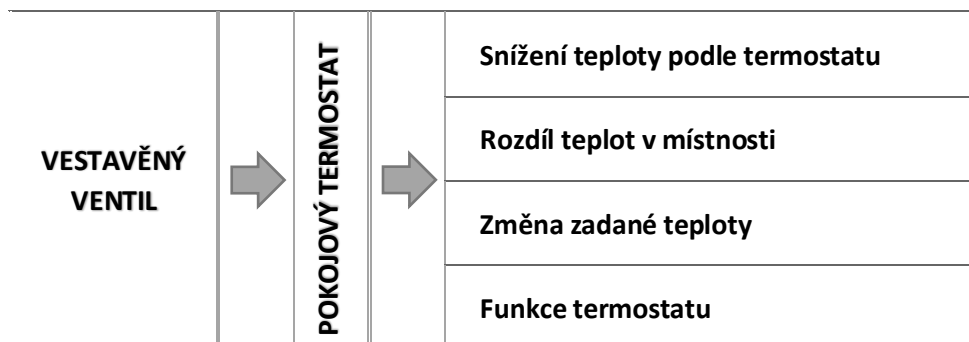 VESTAVĚNÝ
VENTIL
POKOJOVÝ TERMOSTAT
Snížení teploty podle termostatu
Rozdíl teplot v místnosti
Změna zadané teploty
Funkce termostatu